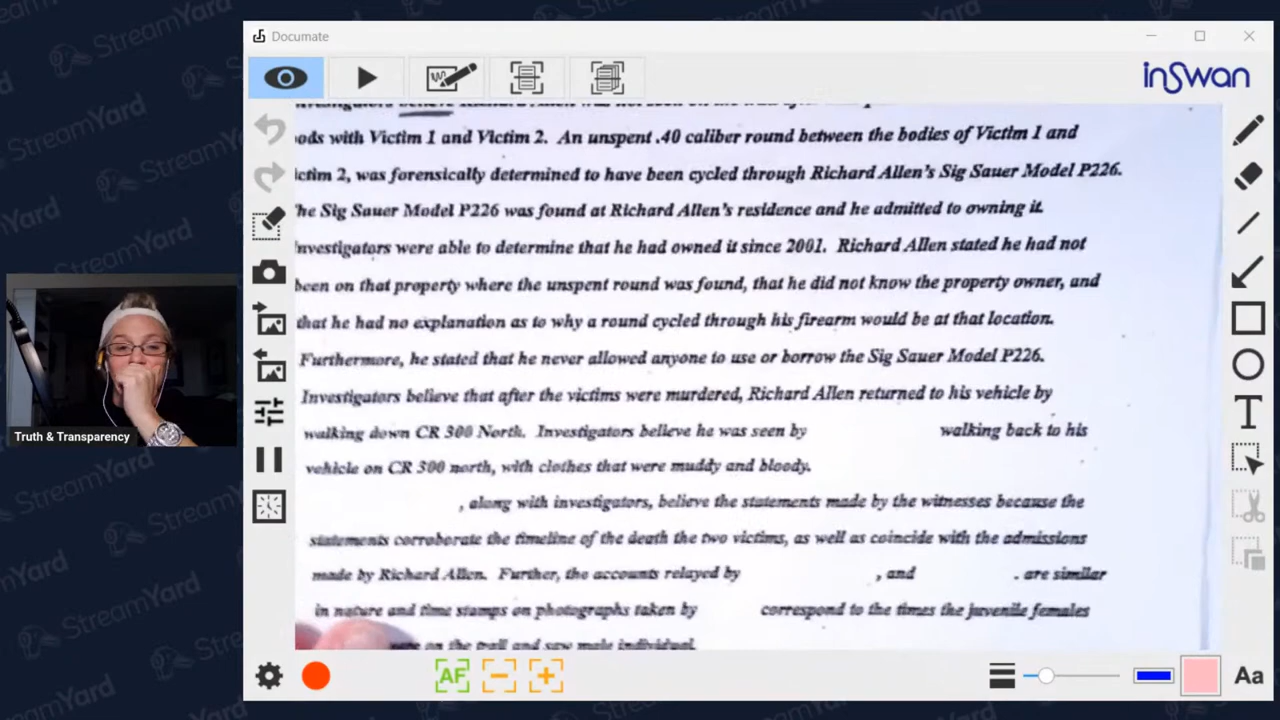 StreamYard
Documate
inSwan
believe
ods with Victim 1 and Victim 2. An unspent .40 caliber round between the bodies of Victim 1 and
ictim 2, was forensically determined to have been cycled through Richard Allen's Sig Sauer Model P226.
he Sig Sauer Model P226 was found at Richard Allen's residence and he admitted to owning it.
nvestigators were able to determine that he had owned it since 2001. Richard Allen stated he had not
been on that property where the unspent round was found, that he did not know the property owner, and
that he had no explanation as to why a round cycled through his firearm would be at that location.
Furthermore, he stated that he never allowed anyone to use or borrow the Sig Sauer Model P226.
Investigators believe that after the victims were murdered, Richard Allen returned to his vehicle by
walking down CR 300 North. Investigators believe he was seen by walking back to his
vehicle on CR 300 north, with clothes that were muddy and bloody.
, along with investigators, believe the statements made by the witnesses because the
statements corroborate the timeline of the death the two victims, as well as coincide with the admissions
made by Richard Allen. Further, the accounts relayed by , and . are similar
in nature and time stamps on photographs taken by correspond to the times the juvenile females
were on the trail and saw male individual.
Truth & Transparency
T
AF
Aa